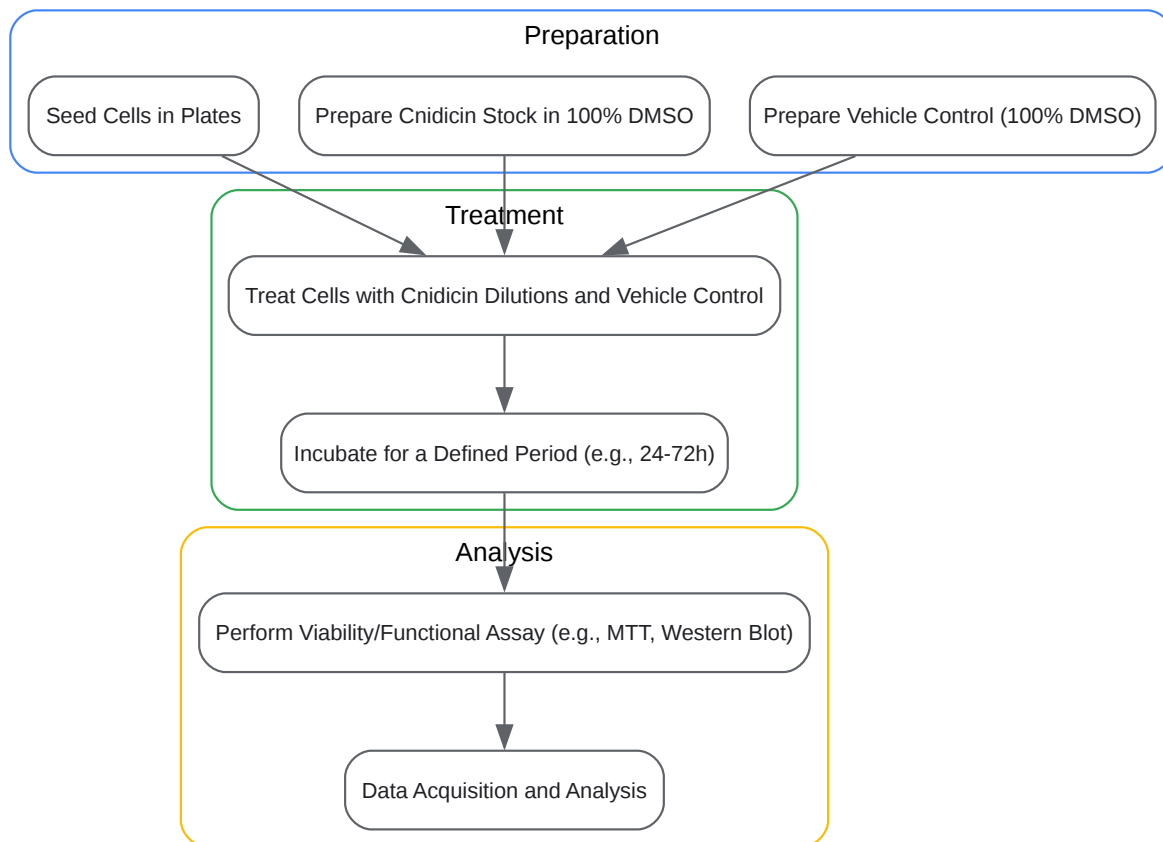 Preparation
Seed Cells in Plates
Prepare Cnidicin Stock in 100% DMSO
Prepare Vehicle Control (100% DMSO)
Treatment
Treat Cells with Cnidicin Dilutions and Vehicle Control
Incubate for a Defined Period (e.g., 24-72h)
Analysis
Perform Viability/Functional Assay (e.g., MTT, Western Blot)
Data Acquisition and Analysis